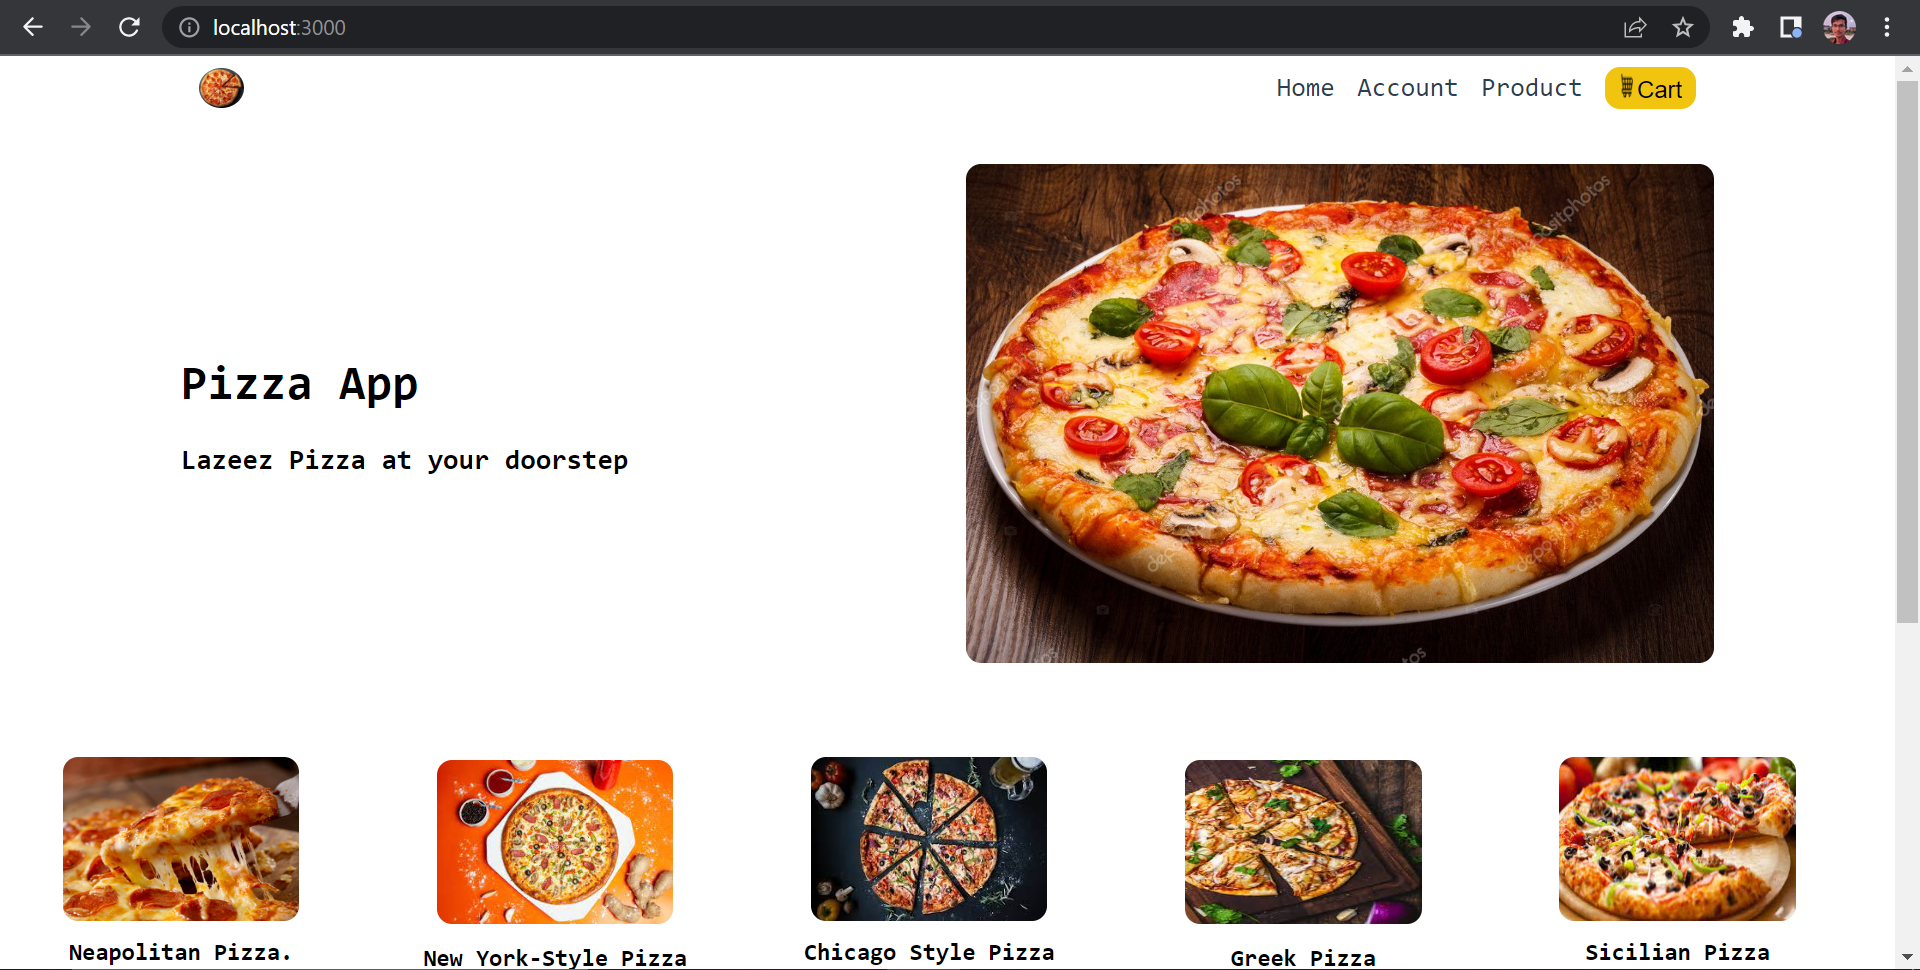 localhost:3000
Home Account Product Cart
depositphotos
Pizza App
Lazeez Pizza at your doorstep
Neapolitan Pizza.
New York-Style Pizza
Chicago Style Pizza
Greek Pizza
Sicilian Pizza